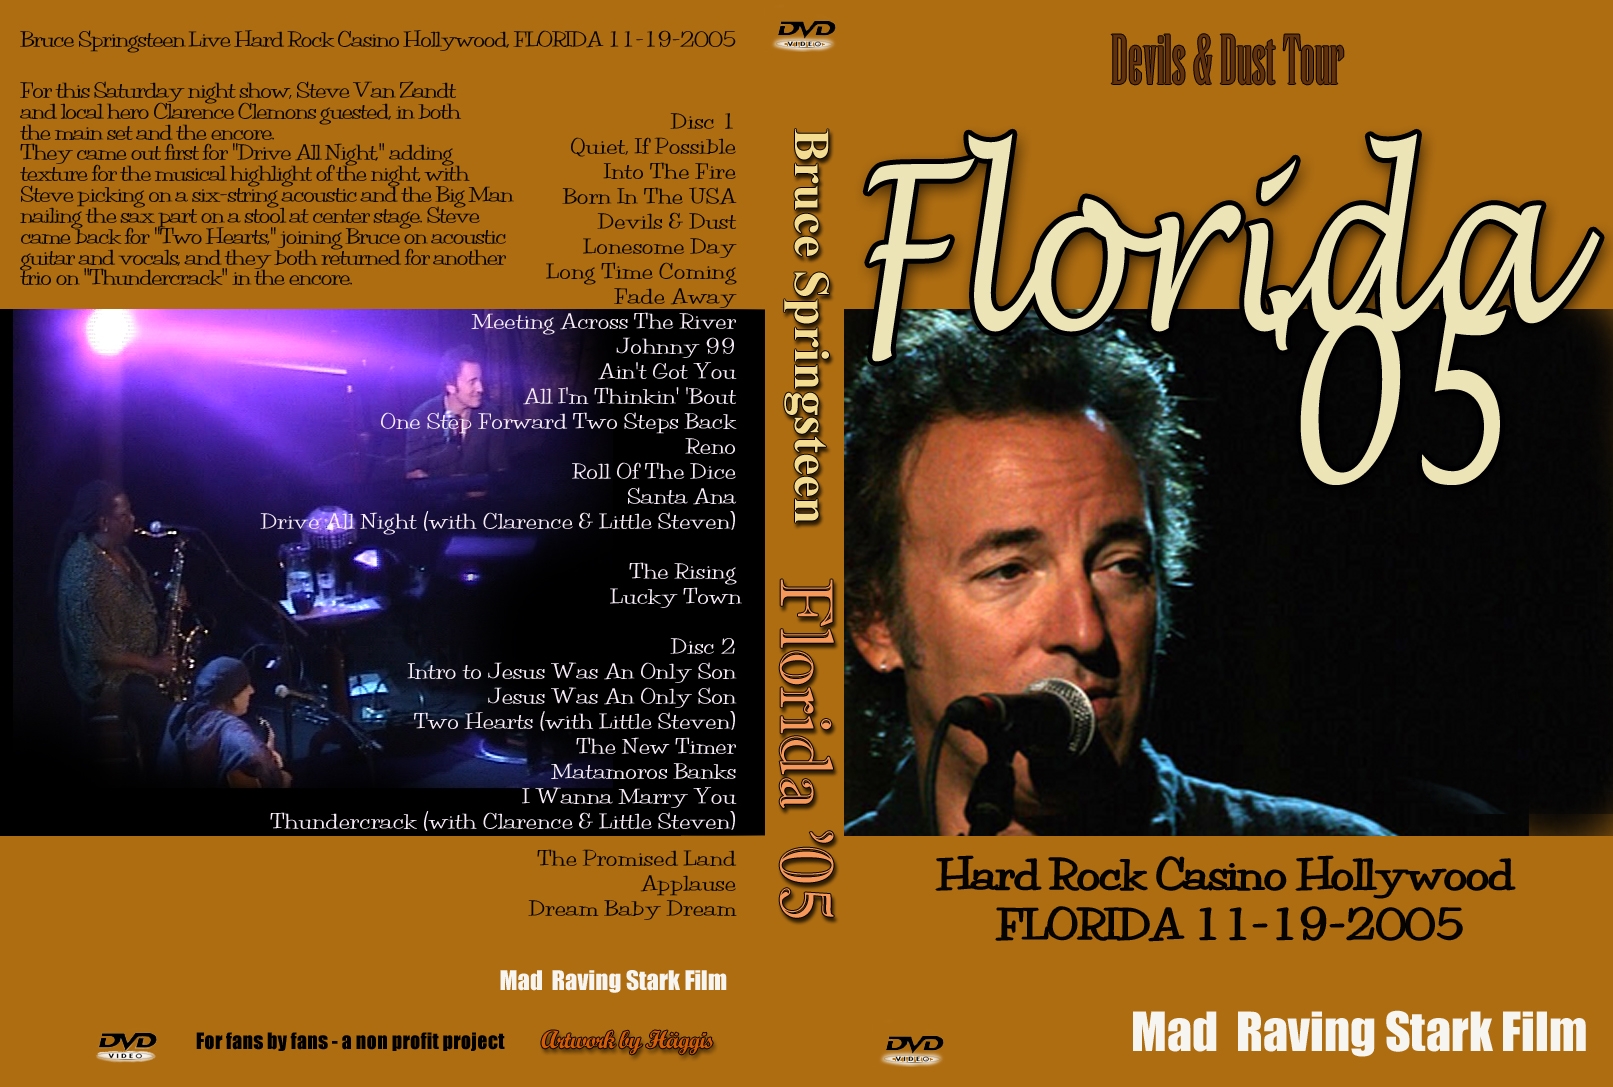 Bruce Springsteen Live Hard Rock Casino Hollywood, FLORIDA 11-19-2005
For this Saturday night show, Steve Van Zandt
and local hero Clarence Clemons guested, in both
the main set and the encore.
They came out first for "Drive All Night," adding
texture for the musical highlight of the night, with
Steve picking on a six-string acoustic and the Big Man
nailing the sax part on a stool at center stage. Steve
came back for "Two Hearts," joining Bruce on acoustic
guitar and vocals, and they both returned for another
trio on "Thundercrack" in the encore.
Disc 1
Quiet, If Possible
Into The Fire
Born In The USA
Devils & Dust
Lonesome Day
Long Time Coming
Fade Away
Meeting Across The River
Johnny 99
Ain't Got You
All I'm Thinkin' 'Bout
One Step Forward Two Steps Back
Reno
Roll Of The Dice
Santa Ana
Drive All Night (with Clarence & Little Steven)
The Rising
Lucky Town
Disc 2
Intro to Jesus Was An Only Son
Jesus Was An Only Son
Two Hearts (with Little Steven)
The New Timer
Matamoros Banks
I Wanna Marry You
Thundercrack (with Clarence & Little Steven)
The Promised Land
Applause
Dream Baby Dream
Mad Raving Stark Film
DVD
VIDEO
For fans by fans - a non profit project
Artwork by Häggis
DVD
VIDEO
Bruce Springsteen Florida '05
Devils & Dust Tour
Florida
'05
Hard Rock Casino Hollywood
FLORIDA 11-19-2005
Mad Raving Stark Film
DVD
VIDEO